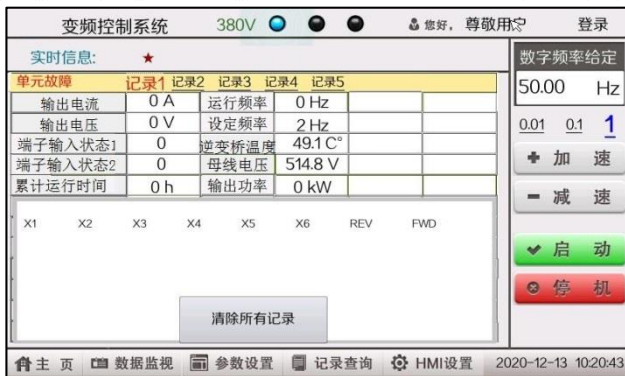 变频控制系统 380V 您好，尊敬用户 登录
实时信息: ★
数字频率给定
单元故障 记录1 记录2 记录3 记录4 记录5
50.00 Hz
输出电流 0 A 运行频率 0 Hz
输出电压 0 V 设定频率 2 Hz
0.01 0.1 1
端子输入状态1 0 逆变桥温度 49.1 C°
端子输入状态2 0 母线电压 514.8 V
加 速
累计运行时间 0 h 输出功率 0 kW
减 速
X1 X2 X3 X4 X5 X6 REV FWD
启 动
停 机
清除所有记录
主 页 数据监视 参数设置 记录查询 HMI设置 2020-12-13 10:20:43